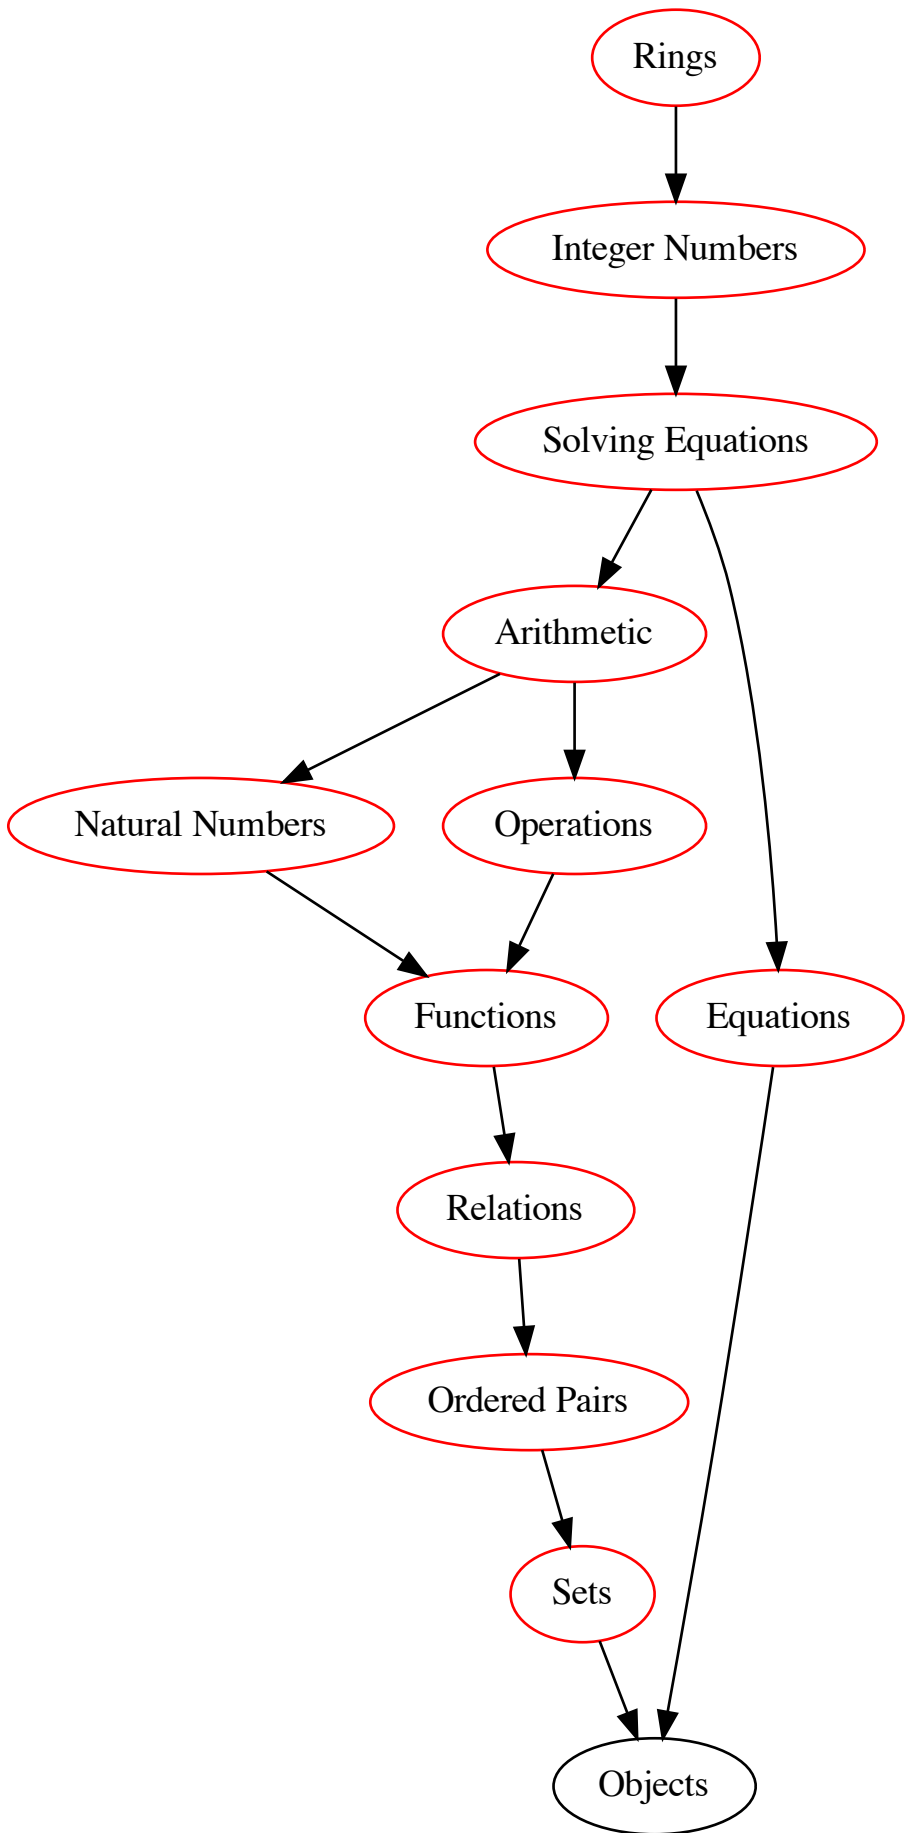 Rings
Integer Numbers
Solving Equations
Arithmetic
Natural Numbers
Operations
Functions
Equations
Relations
Ordered Pairs
Sets
Objects